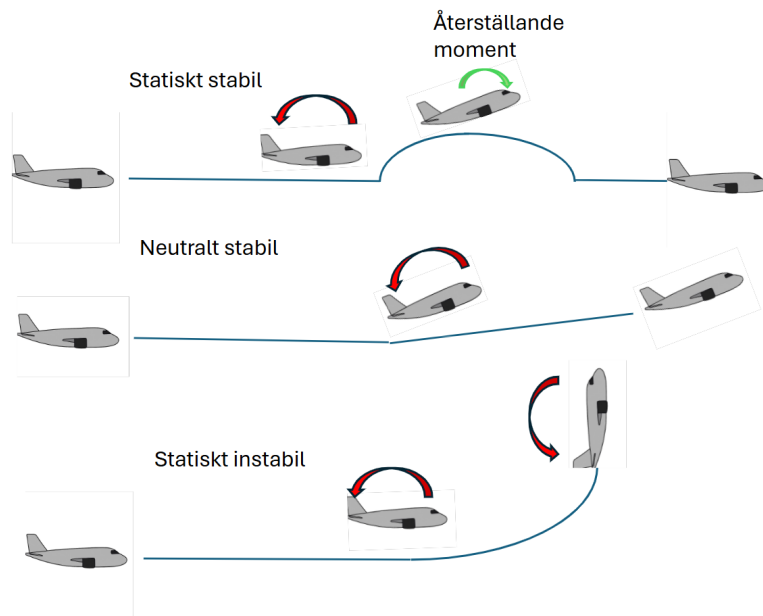 Återställande
moment
Statiskt stabil
Neutralt stabil
Statiskt instabil